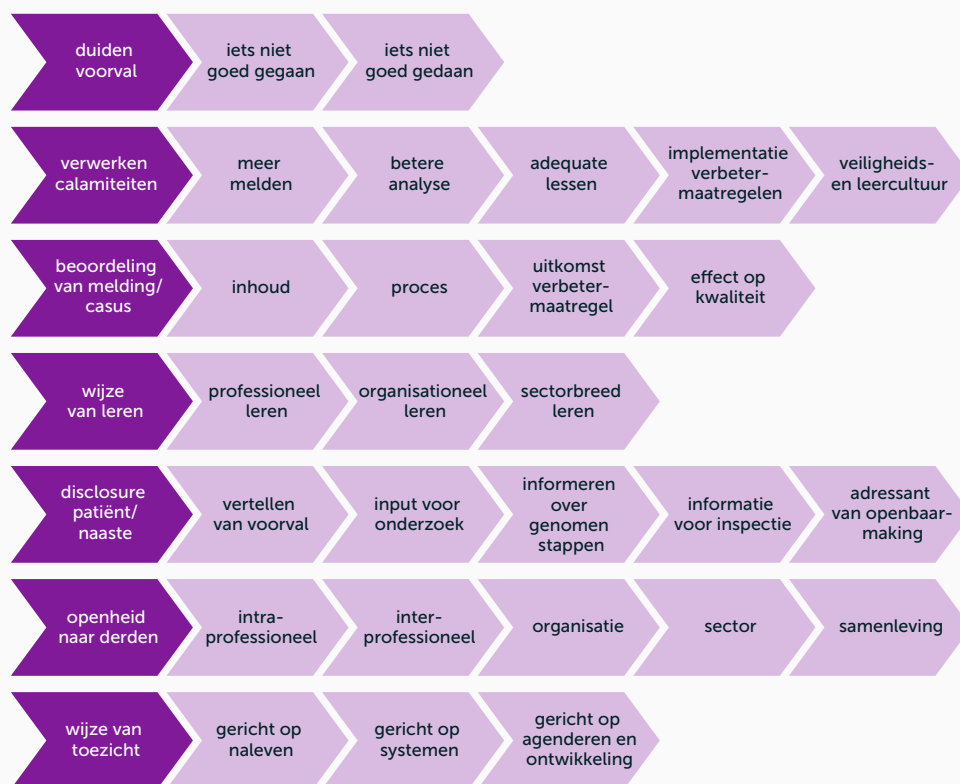 duiden
voorval
iets niet
goed gegaan
iets niet
goed gedaan
verwerken
calamiteiten
meer
melden
betere
analyse
adequate
lessen
implementatie
verbeter-
maatregelen
veiligheids-
en leercultuur
beoordeling
van melding/
casus
inhoud
proces
uitkomst
verbeter-
maatregel
effect op
kwaliteit
wijze
van leren
professioneel
leren
organisationeel
leren
sectorbreed
leren
disclosure
patiënt/
naaste
vertellen
van voorval
input voor
onderzoek
informeren
over
genomen
stappen
informatie
voor inspectie
adressant
van openbaar-
making
openheid
naar derden
intra-
professioneel
inter-
professioneel
organisatie
sector
samenleving
wijze van
toezicht
gericht op
naleven
gericht op
systemen
gericht op
agenderen en
ontwikkeling